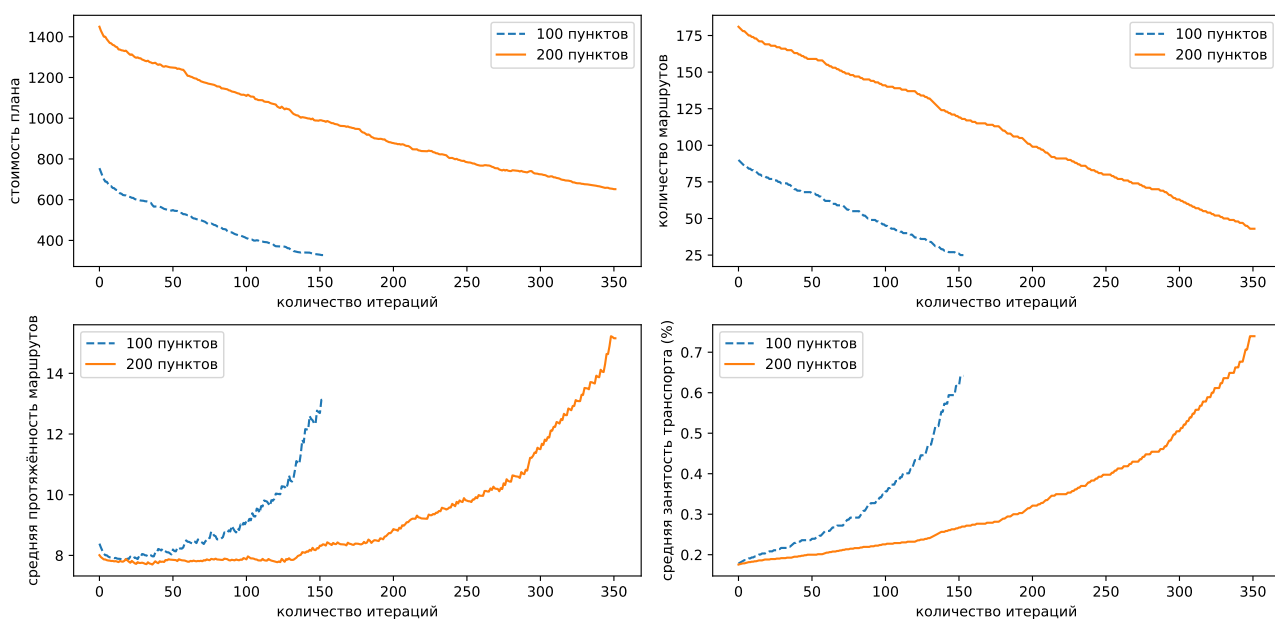 стоимость плана
1400
1200
1000
800
600
400
100 пунктов
200 пунктов
0 50 100 150 200 250 300 350
количество итераций
количество маршрутов
175
150
125
100
75
50
25
100 пунктов
200 пунктов
0 50 100 150 200 250 300 350
количество итераций
средняя протяжённость маршрутов
14
12
10
8
100 пунктов
200 пунктов
0 50 100 150 200 250 300 350
количество итераций
средняя занятость транспорта (%)
0.7
0.6
0.5
0.4
0.3
0.2
100 пунктов
200 пунктов
0 50 100 150 200 250 300 350
количество итераций